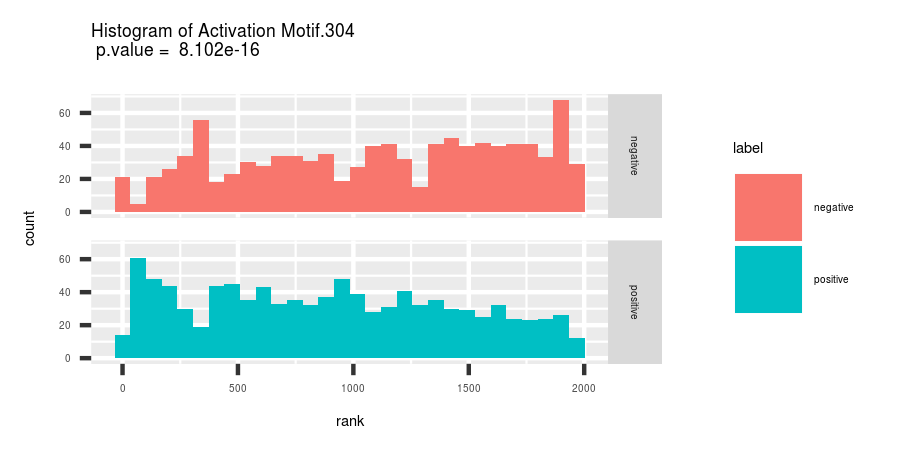 Histogram of Activation Motif.304
p.value = 8.102e-16
count
60
40
20
0
negative
60
40
20
0
positive
0 500 1000 1500 2000
rank
label
negative
positive